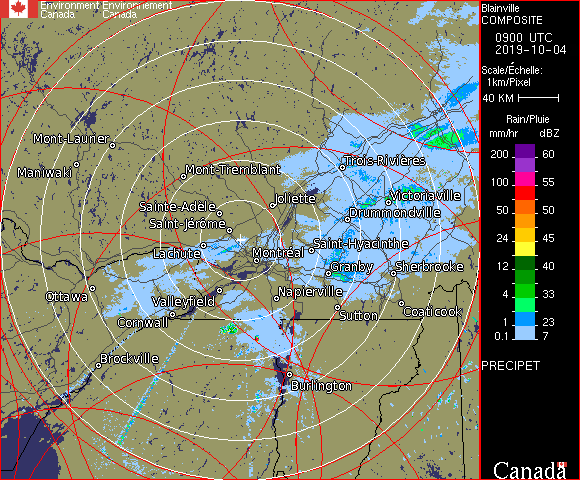 Environment Environnement
Canada Canada
Blainville
COMPOSITE
0900 UTC
2019-10-04
Scale/Échelle:
1km/Pixel
40 KM
Rain/Pluie
mm/hr dBZ
200 60
100 55
50 50
24 45
12 40
4 33
1 23
0.1 7
PRECIPET
Canada
Mont-Laurier
Maniwaki
Mont-Tremblant
Trois-Rivières
Sainte-Adèle
Joliette
Victoriaville
Drummondville
Saint-Jérôme
Lachute
Montréal
Saint-Hyacinthe
Granby
Sherbrooke
Ottawa
Valleyfield
Napierville
Cornwall
Sutton
Coaticook
Brockville
Burlington